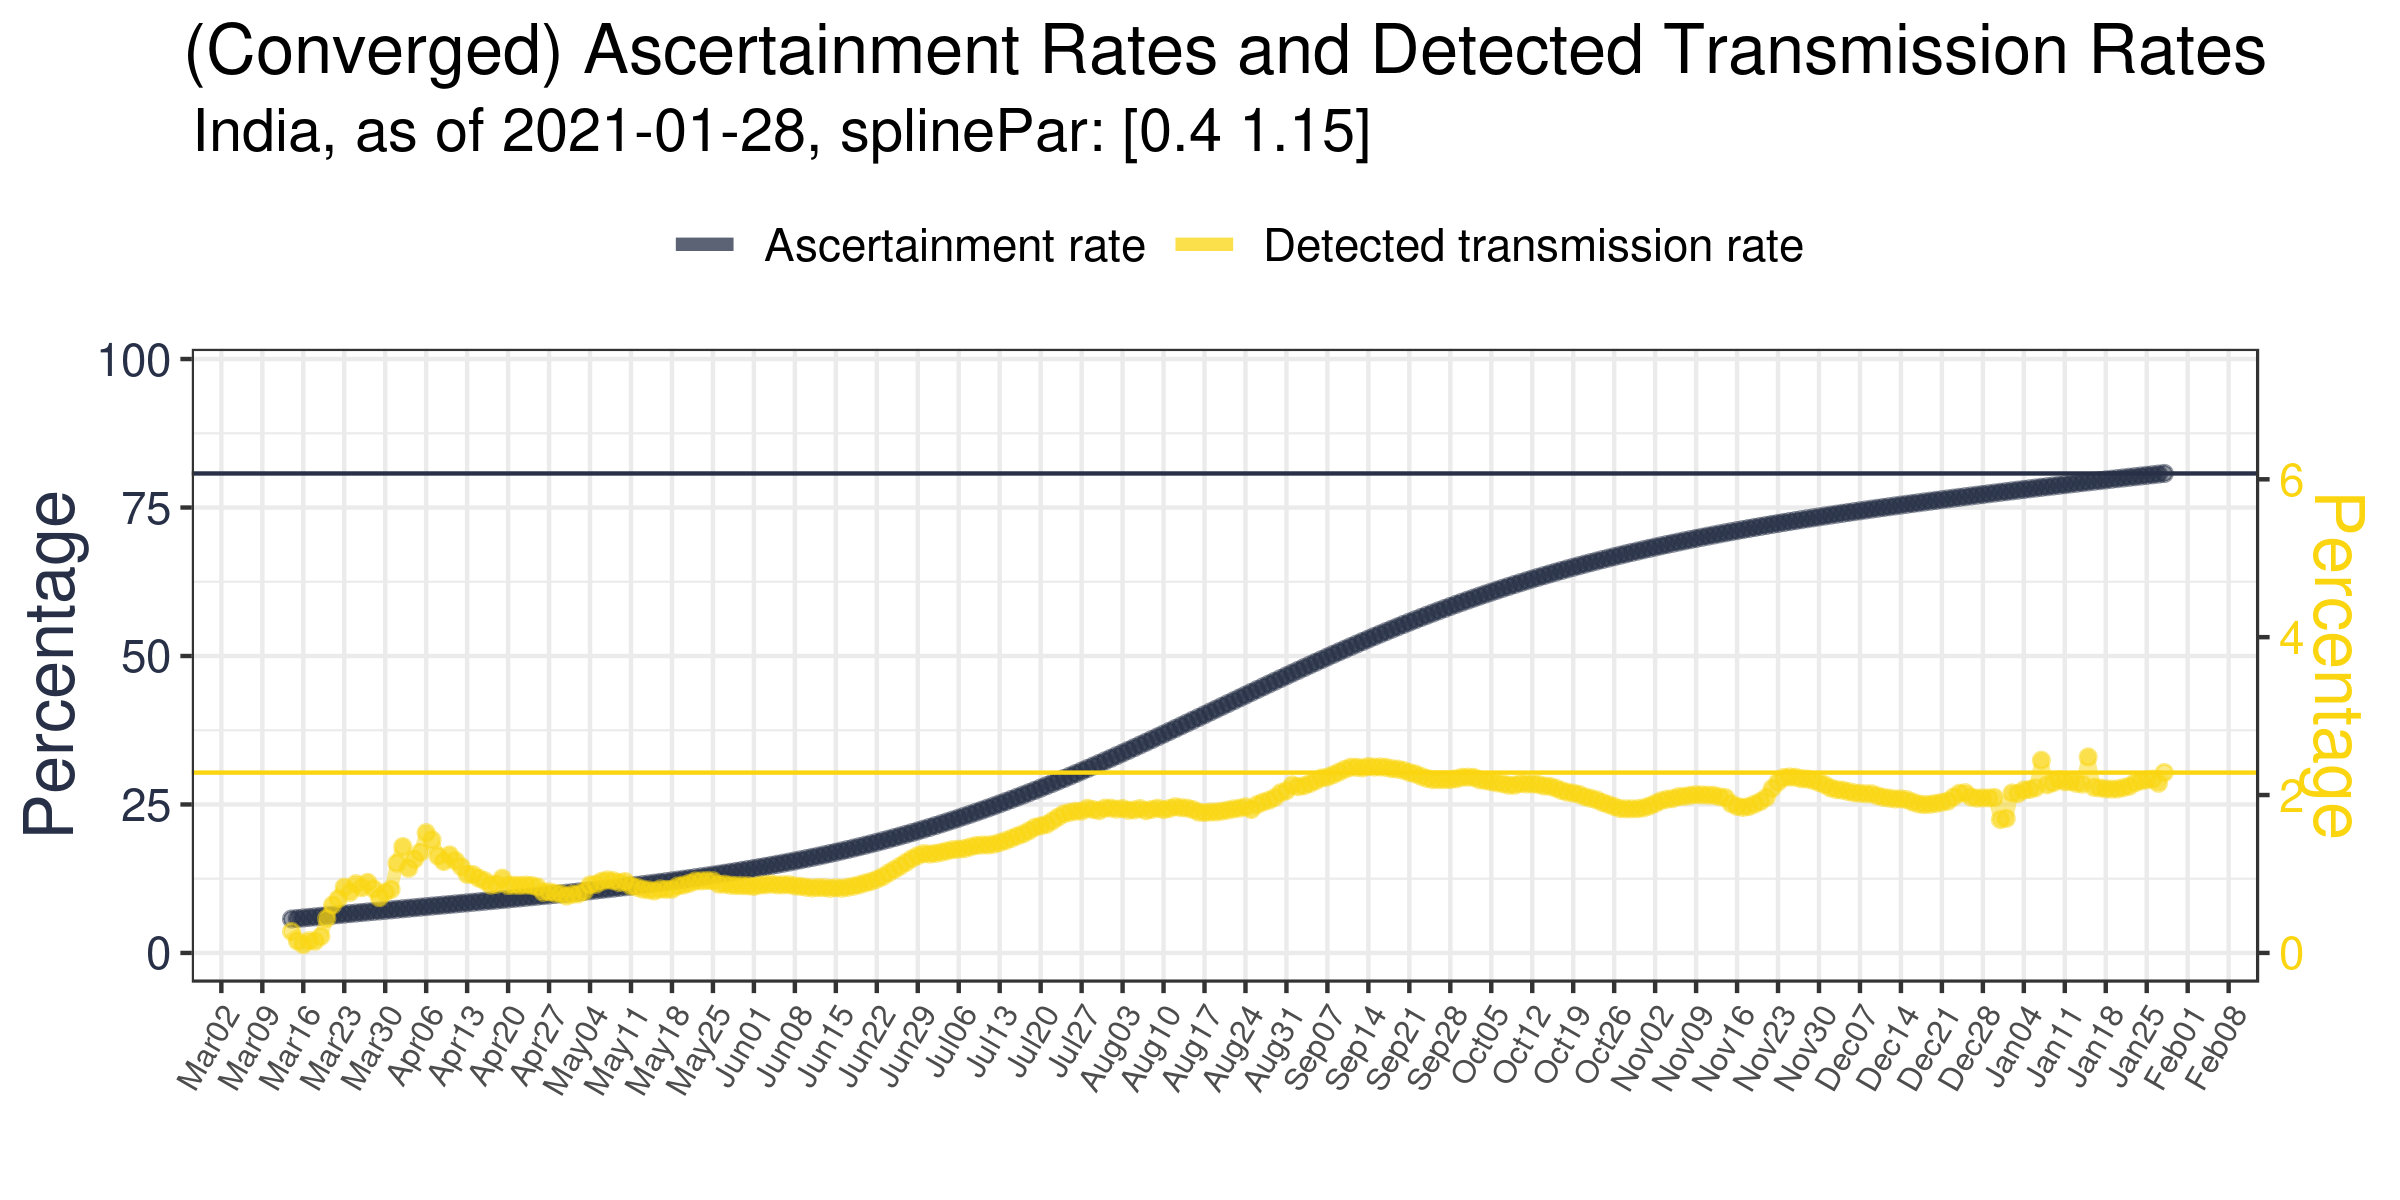 (Converged) Ascertainment Rates and Detected Transmission Rates
India, as of 2021-01-28, splinePar: [0.4 1.15]
Ascertainment rate
Detected transmission rate
Percentage
100
75
50
25
0
6
4
2
0
Percentage
Mar02
Mar09
Mar16
Mar23
Mar30
Apr06
Apr13
Apr20
Apr27
May04
May11
May18
May25
Jun01
Jun08
Jun15
Jun22
Jun29
Jul06
Jul13
Jul20
Jul27
Aug03
Aug10
Aug17
Aug24
Aug31
Sep07
Sep14
Sep21
Sep28
Oct05
Oct12
Oct19
Oct26
Nov02
Nov09
Nov16
Nov23
Nov30
Dec07
Dec14
Dec21
Dec28
Jan04
Jan11
Jan18
Jan25
Feb01
Feb08